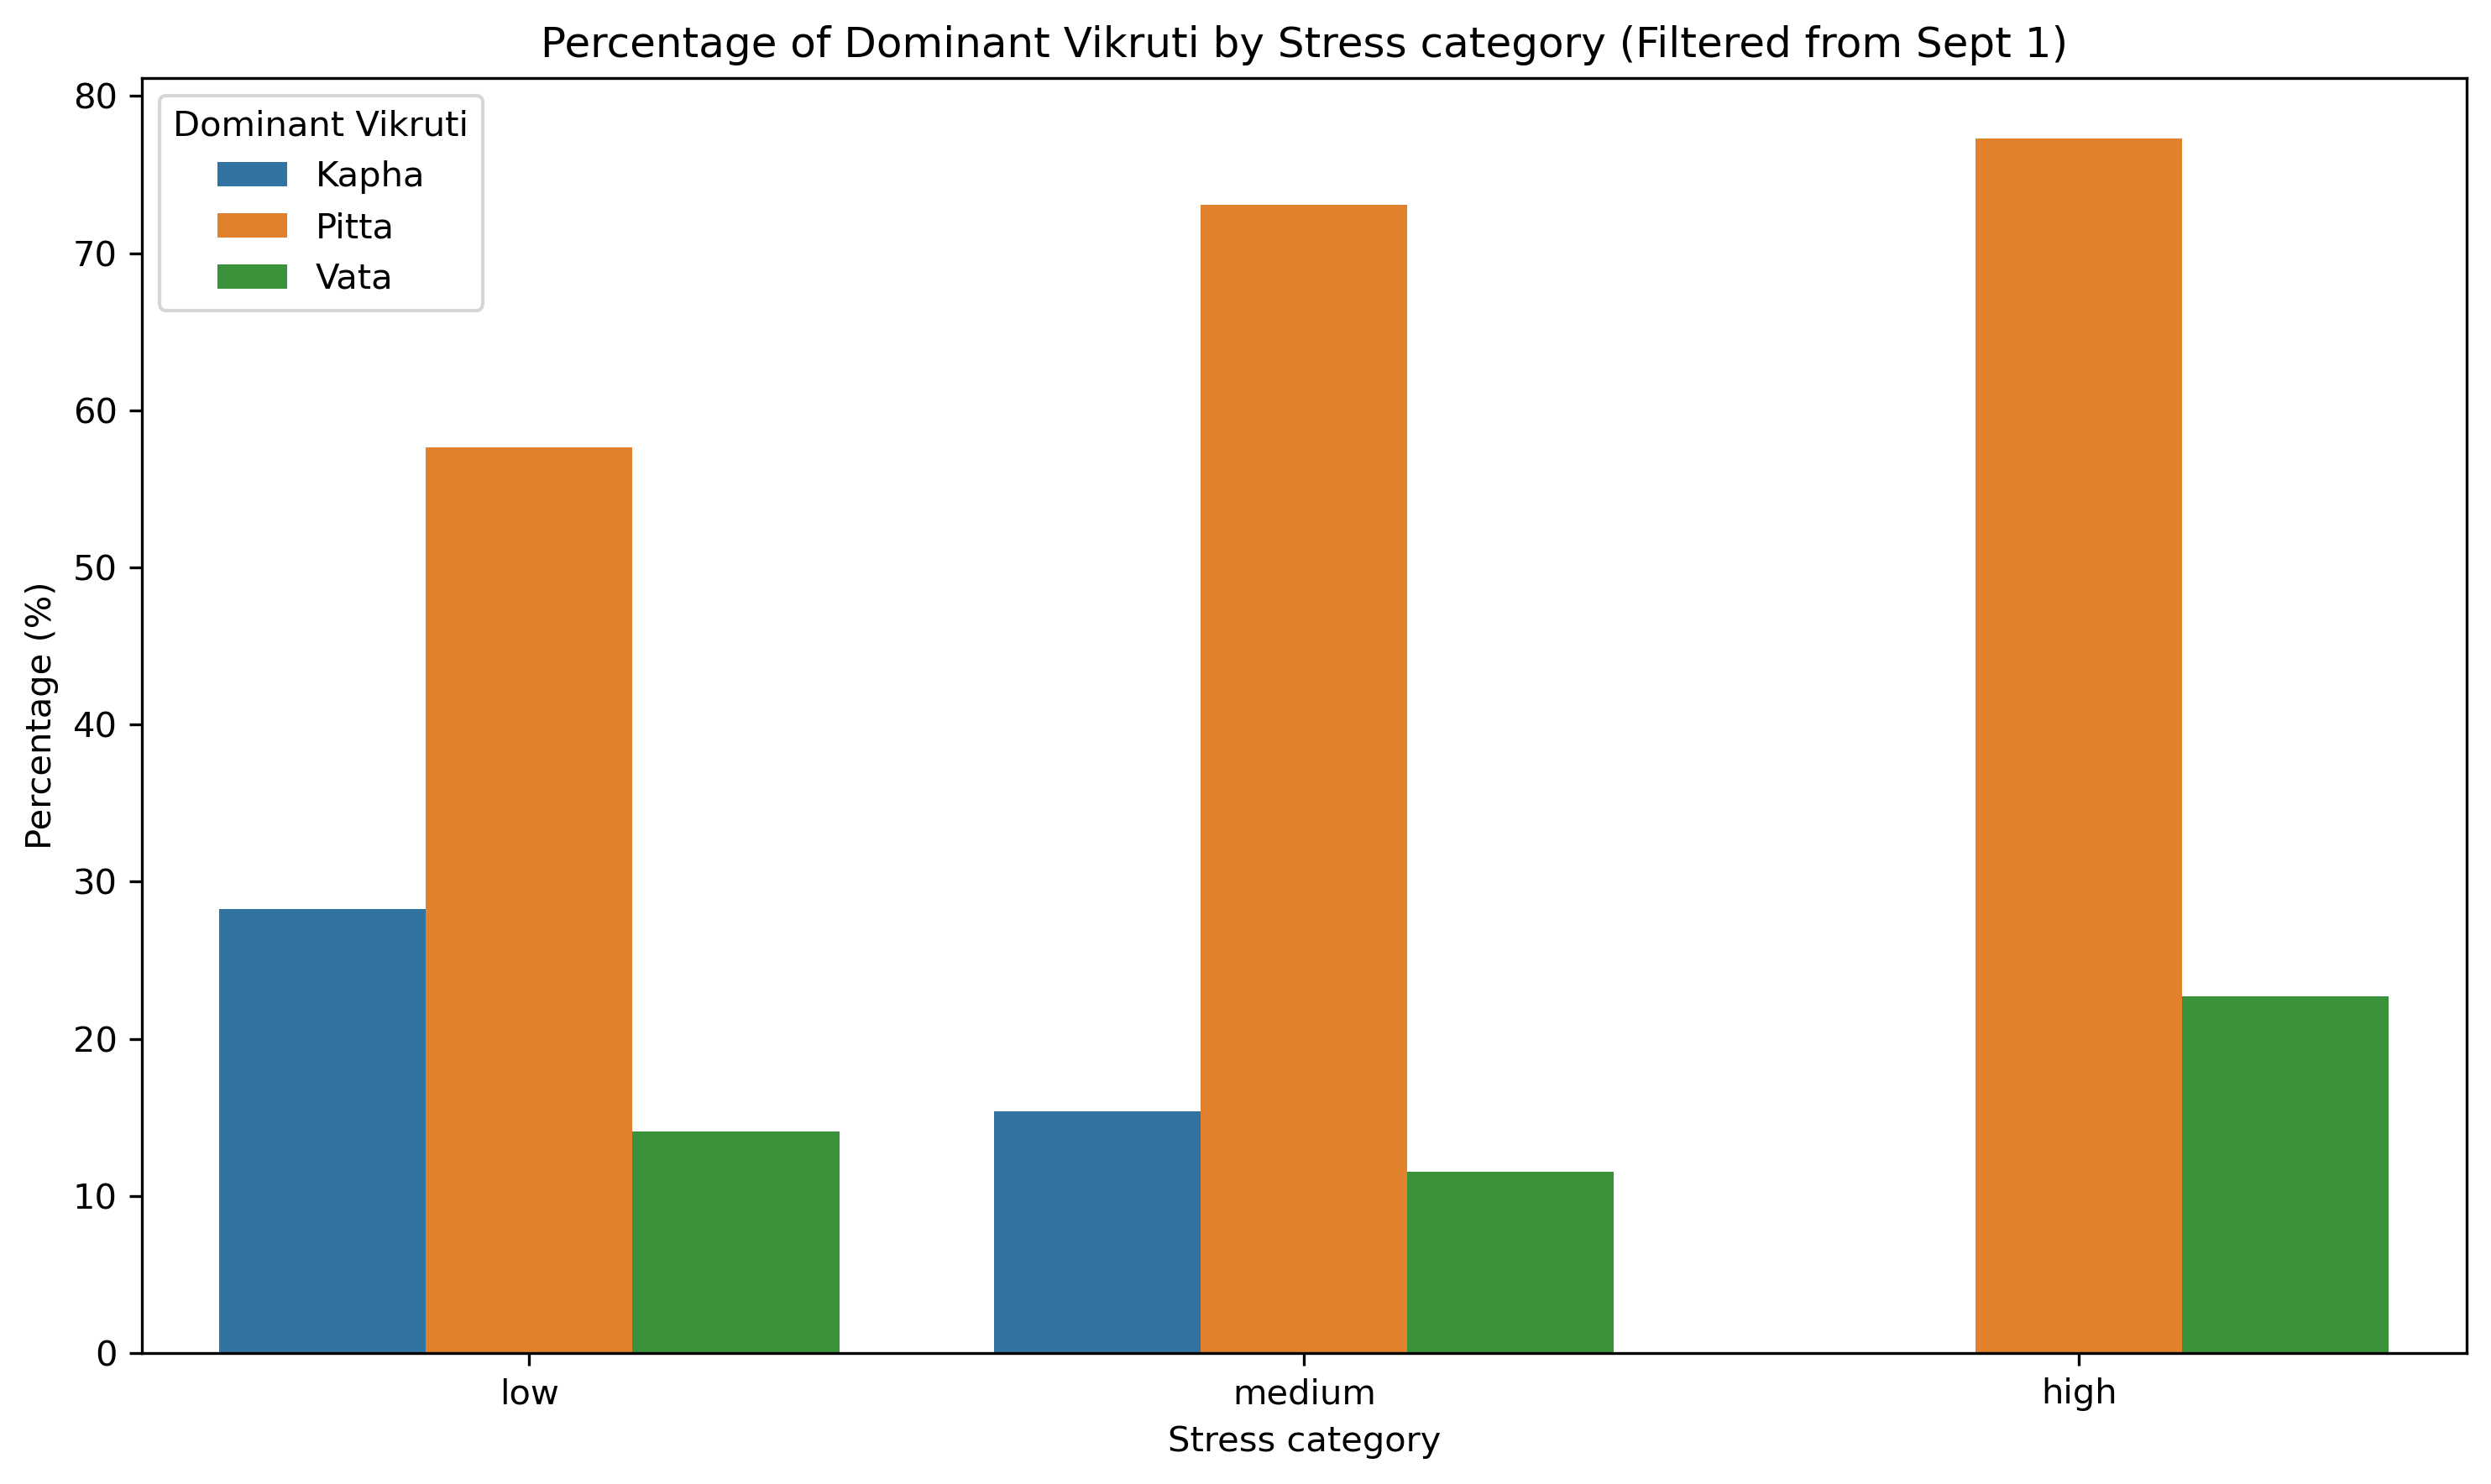 Percentage of Dominant Vikruti by Stress category (Filtered from Sept 1)
Dominant Vikruti
Kapha
Pitta
Vata
Percentage (%)
80
70
60
50
40
30
20
10
0
low
medium
high
Stress category